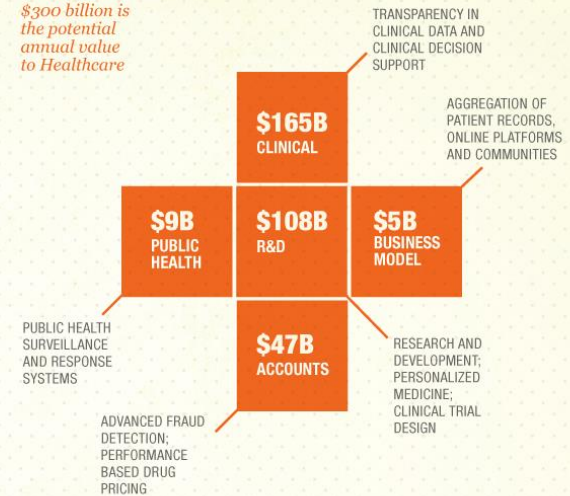 $300 billion is
the potential
annual value
to Healthcare
TRANSPARENCY IN
CLINICAL DATA AND
CLINICAL DECISION
SUPPORT
$165B
CLINICAL
AGGREGATION OF
PATIENT RECORDS,
ONLINE PLATFORMS
AND COMMUNITIES
$9B
PUBLIC
HEALTH
$108B
R&D
$5B
BUSINESS
MODEL
PUBLIC HEALTH
SURVEILLANCE
AND RESPONSE
SYSTEMS
$47B
ACCOUNTS
RESEARCH AND
DEVELOPMENT;
PERSONALIZED
MEDICINE;
CLINICAL TRIAL
DESIGN
ADVANCED FRAUD
DETECTION;
PERFORMANCE
BASED DRUG
PRICING